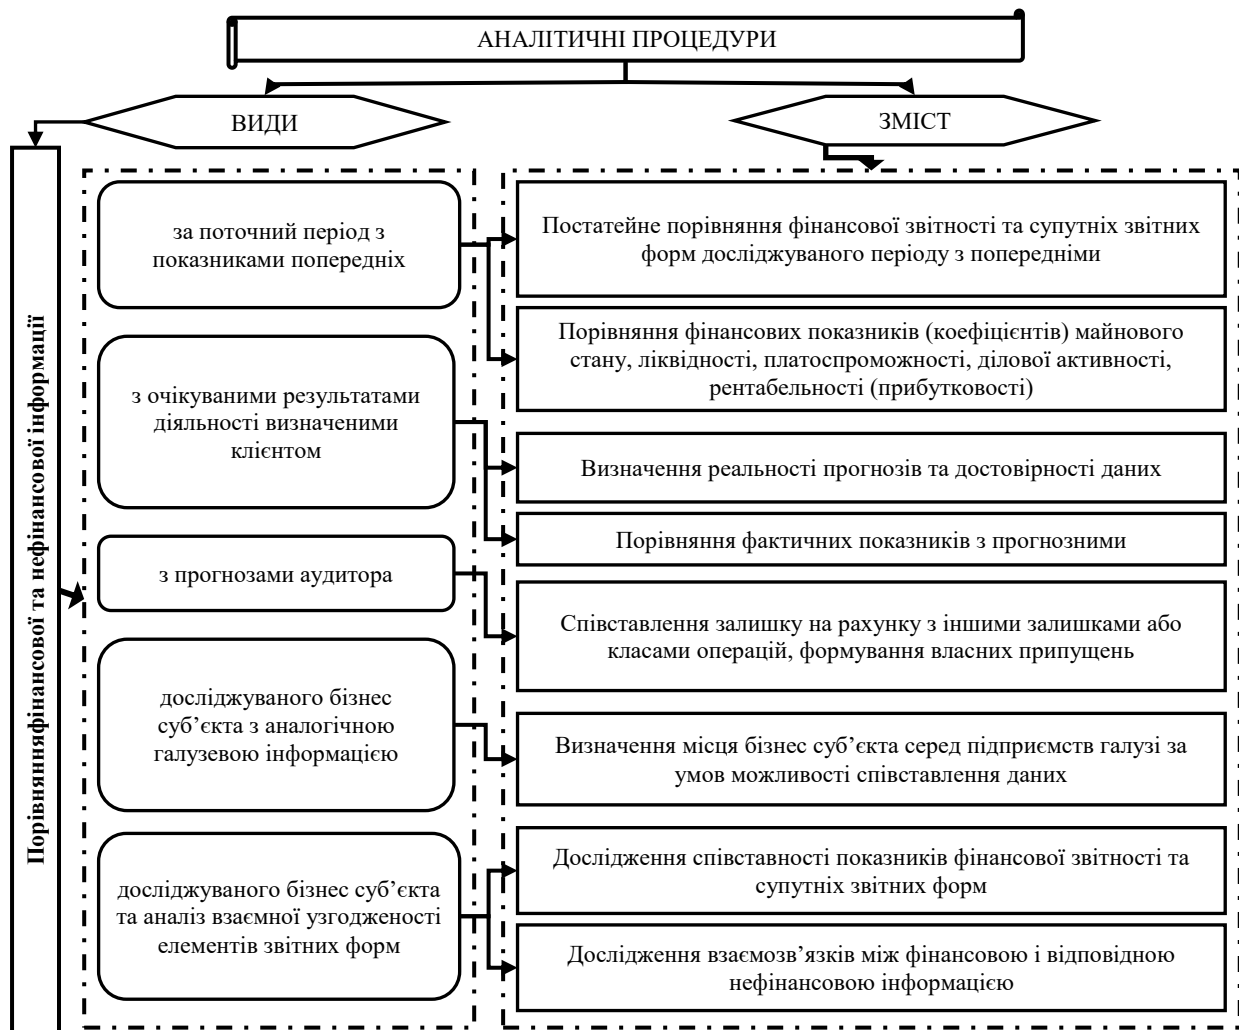 АНАЛІТИЧНІ ПРОЦЕДУРИ
ВИДИ
ЗМІСТ
Порівнянняфінансової та нефінансової інформації
за поточний період з
показниками попередніх
Постатейне порівняння фінансової звітності та супутніх звітних
форм досліджуваного періоду з попередніми
Порівняння фінансових показників (коефіцієнтів) майнового
стану, ліквідності, платоспроможності, ділової активності,
рентабельності (прибутковості)
з очікуваними результатами
діяльності визначеними
клієнтом
Визначення реальності прогнозів та достовірності даних
Порівняння фактичних показників з прогнозними
з прогнозами аудитора
Співставлення залишку на рахунку з іншими залишками або
класами операцій, формування власних припущень
досліджуваного бізнес
суб’єкта з аналогічною
галузевою інформацією
Визначення місця бізнес суб’єкта серед підприємств галузі за
умов можливості співставлення даних
досліджуваного бізнес суб’єкта
та аналіз взаємної узгодженості
елементів звітних форм
Дослідження співставності показників фінансової звітності та
супутніх звітних форм
Дослідження взаємозв’язків між фінансовою і відповідною
нефінансовою інформацією